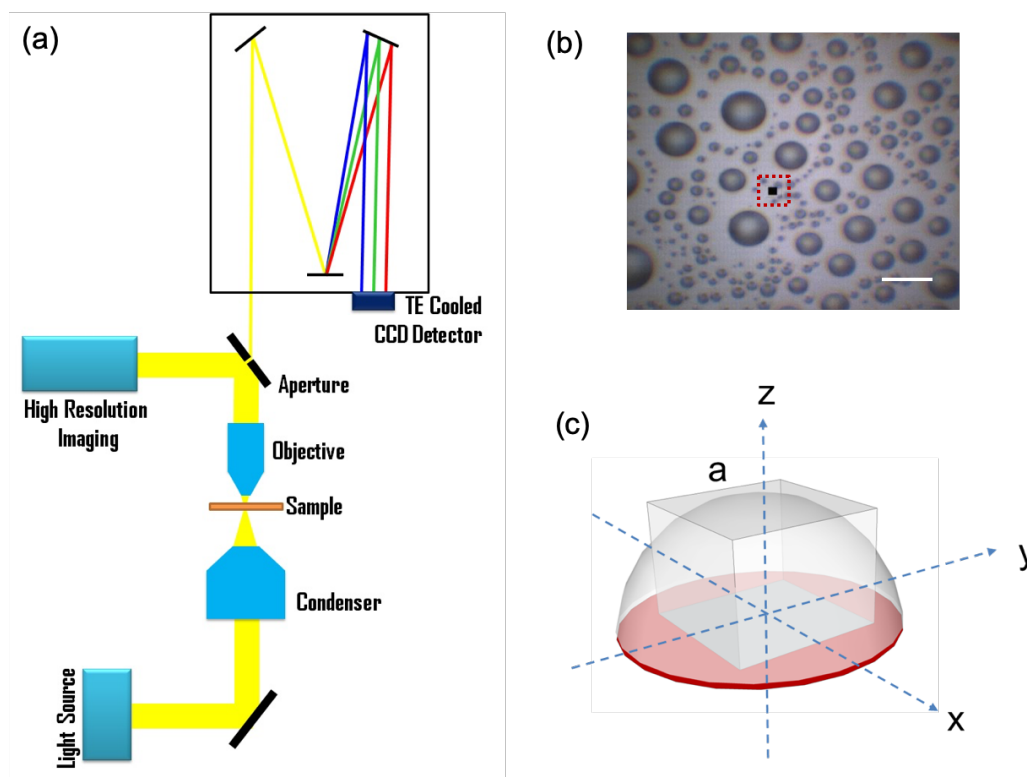 (a)
TE Cooled
CCD Detector
Aperture
High Resolution
Imaging
Objective
Sample
Condenser
Light Source
(b)
(c)
z
a
y
x